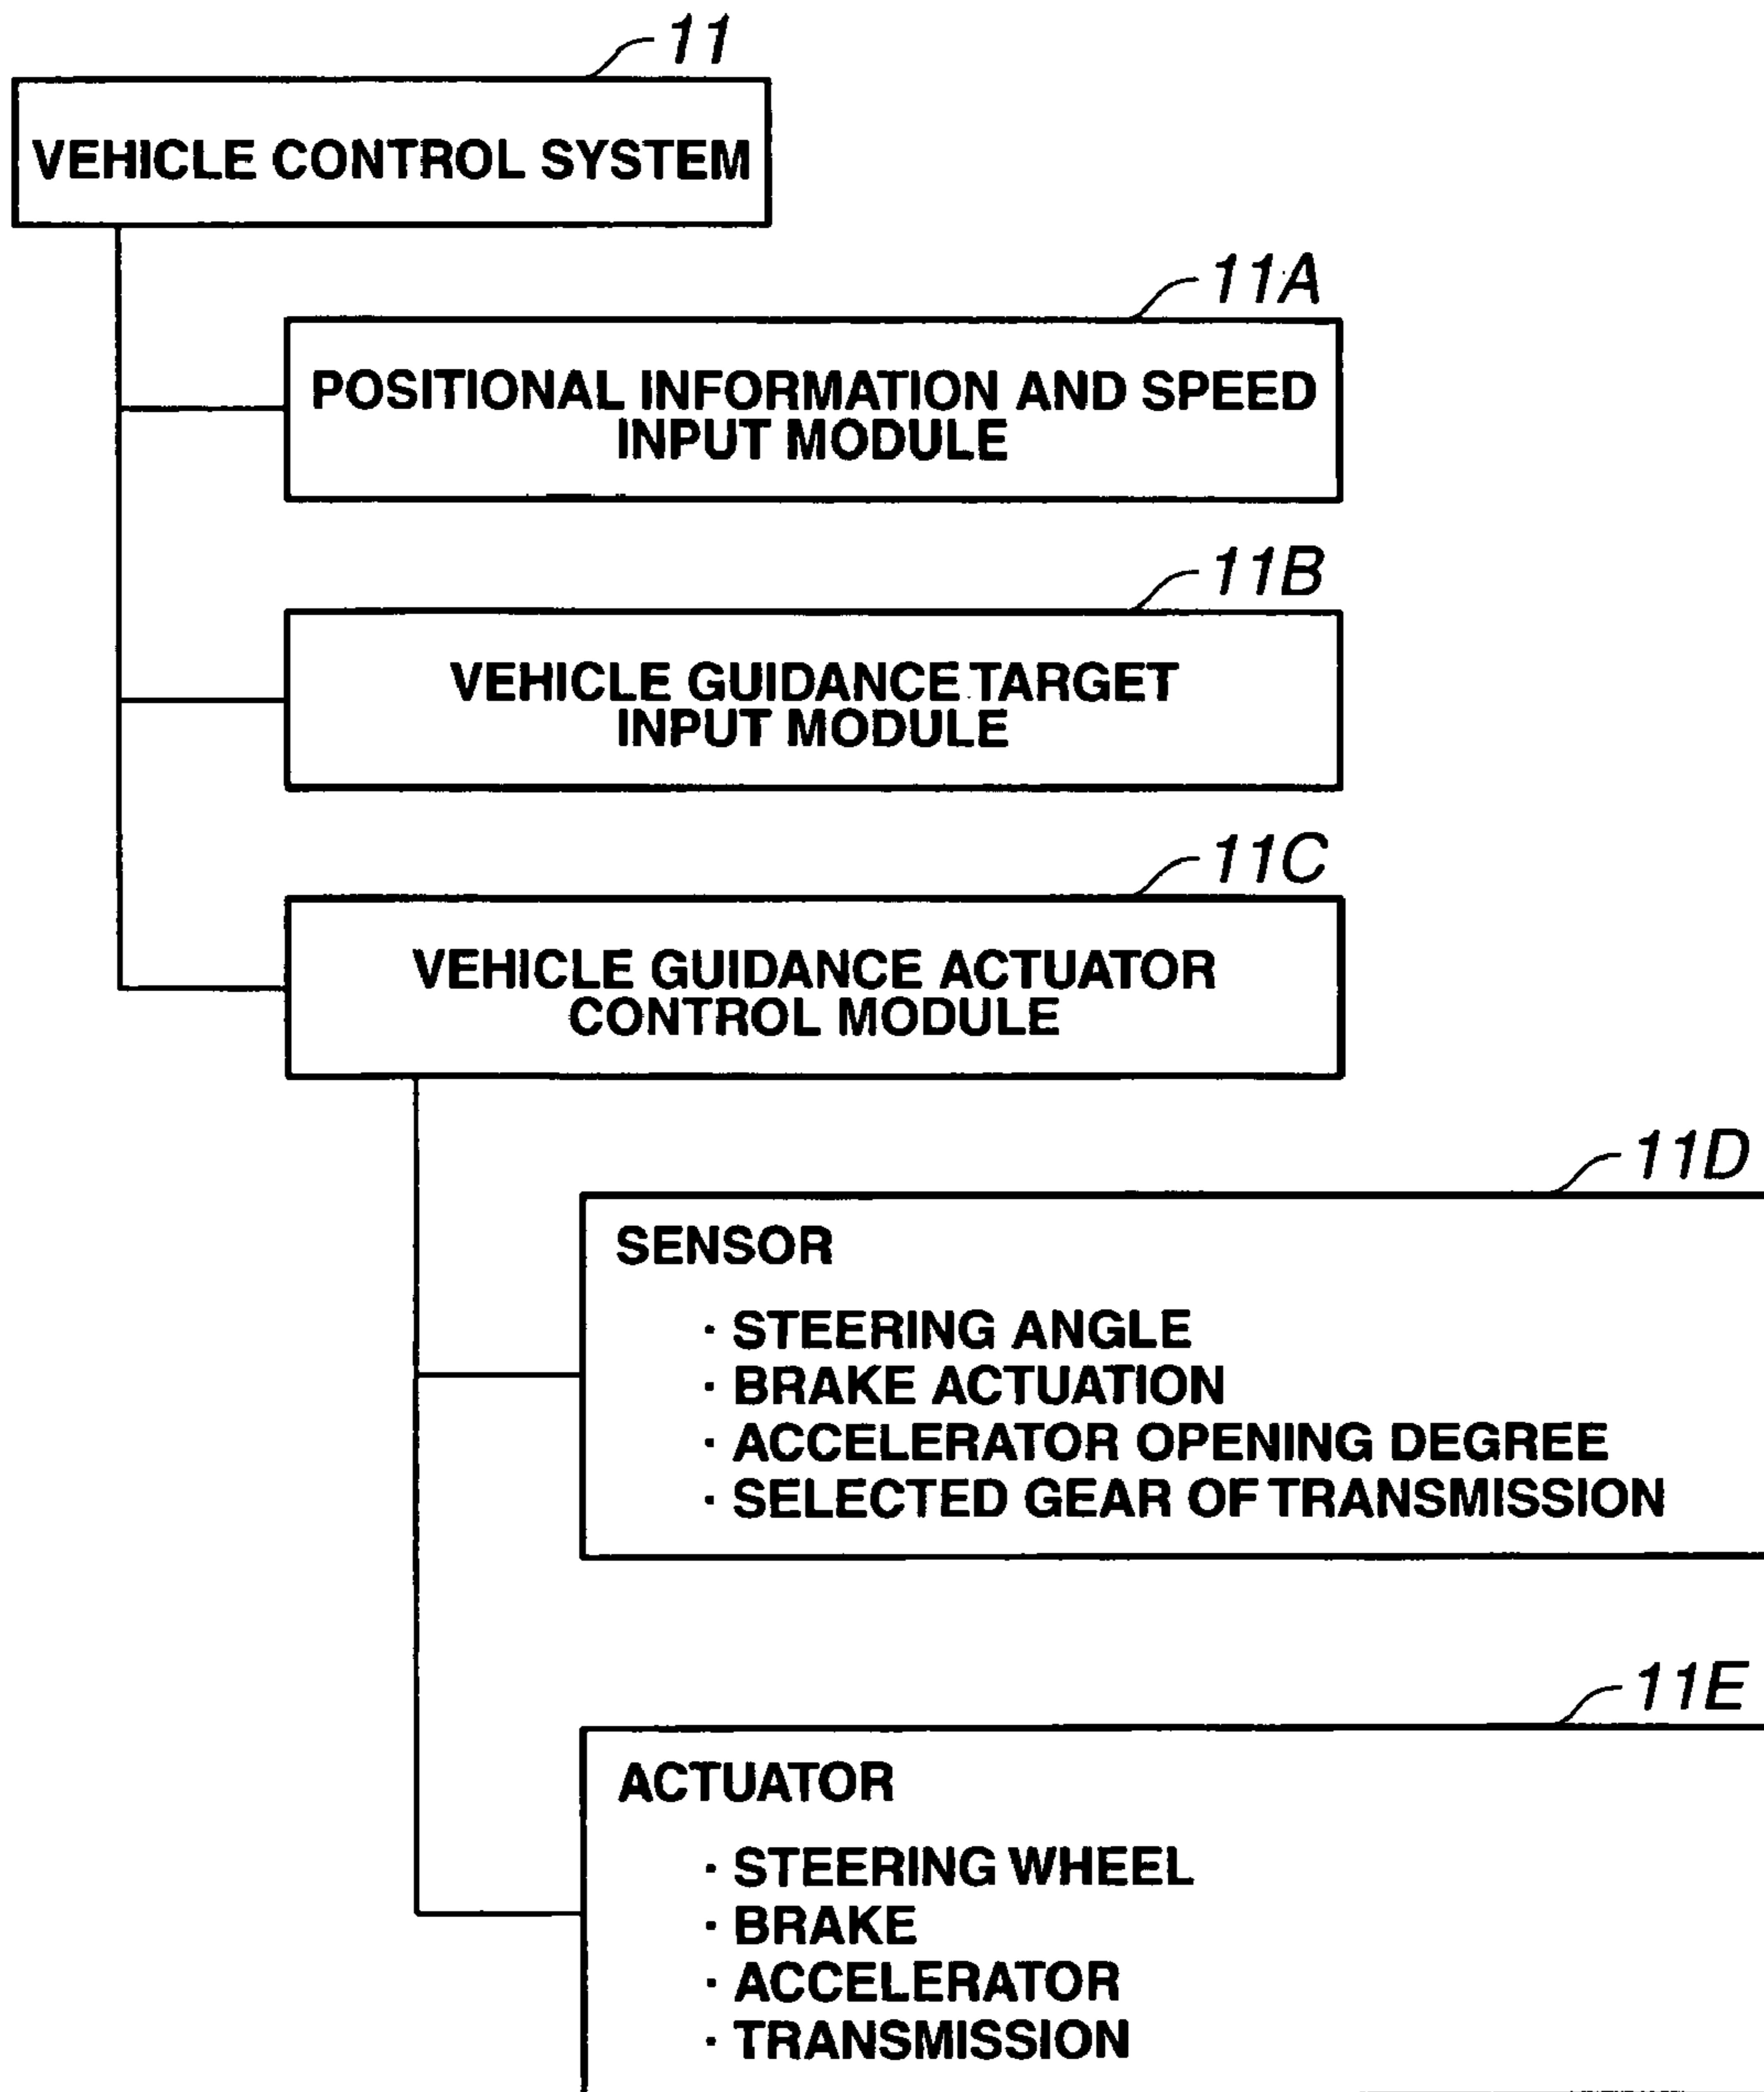 11
VEHICLE CONTROL SYSTEM
11A
POSITIONAL INFORMATION AND SPEED
INPUT MODULE
11B
VEHICLE GUIDANCE TARGET
INPUT MODULE
11C
VEHICLE GUIDANCE ACTUATOR
CONTROL MODULE
11D
SENSOR
· STEERING ANGLE
· BRAKE ACTUATION
· ACCELERATOR OPENING DEGREE
· SELECTED GEAR OF TRANSMISSION
11E
ACTUATOR
· STEERING WHEEL
· BRAKE
· ACCELERATOR
· TRANSMISSION